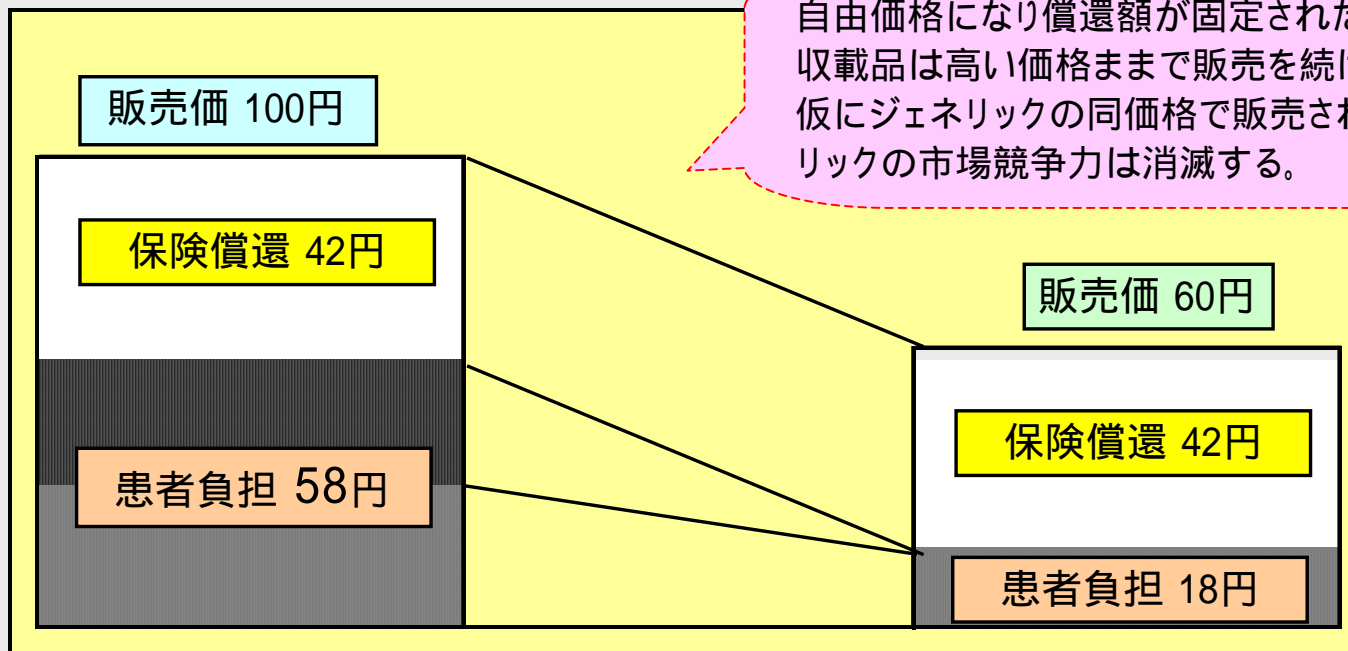 自由価格になり償還額が固定された
収載品は高い価格ままで販売を続け
仮にジェネリックの同価格で販売され
リックの市場競争力は消滅する。
販売価 100円
保険償還 42円
患者負担 58円
販売価 60円
保険償還 42円
患者負担 18円